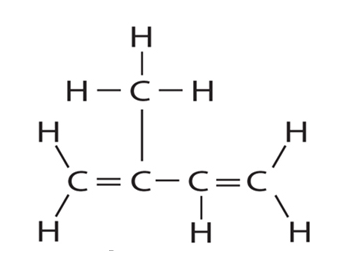 H
H — C — H
H H
C = C — C = C
H H H